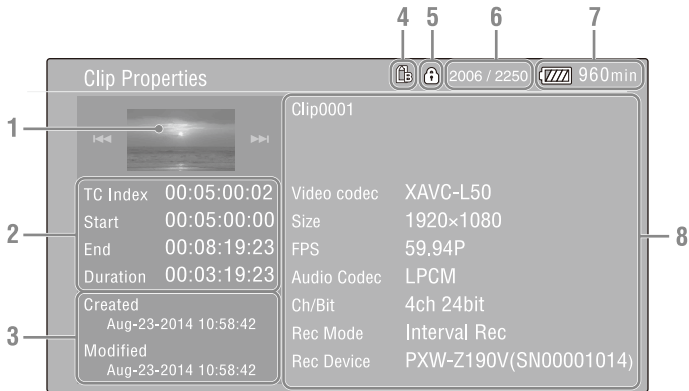 4 5 6 7
Clip Properties B 2006 / 2250 960min
1
Clip0001
2
TC Index 00:05:00:02
Start 00:05:00:00
End 00:08:19:23
Duration 00:03:19:23
3
Created
Aug-23-2014 10:58:42
Modified
Aug-23-2014 10:58:42
Video codec XAVC-L50
Size 1920×1080
FPS 59.94P
Audio Codec LPCM
Ch/Bit 4ch 24bit
Rec Mode Interval Rec
Rec Device PXW-Z190V(SN00001014)
8